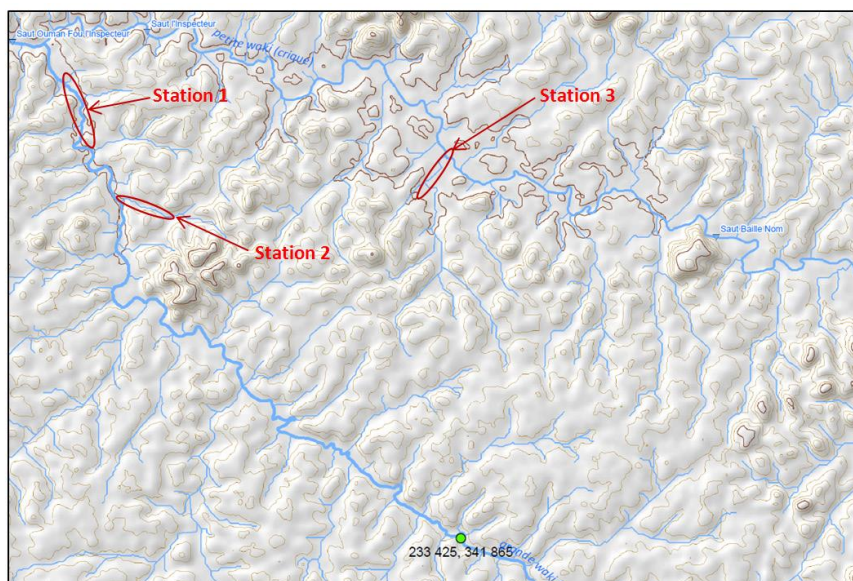 Saut l'Inspecteur
Saut Ouman Fou l'Inspecteur
petite waki (crique)
Station 1
Station 3
Saut Baille Nom
Station 2
233 425, 341 865
grande waki